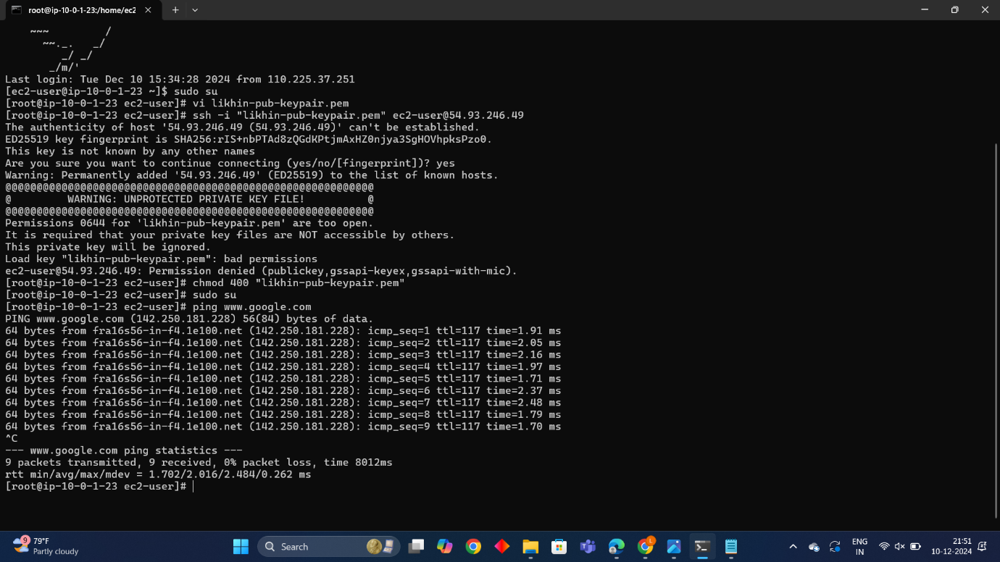 root@ip-10-0-1-23:/home/ec2
~~~         /
~~._.   _/
_/ _/
_/m/'
Last login: Tue Dec 10 15:34:28 2024 from 110.225.37.251
[ec2-user@ip-10-0-1-23 ~]$ sudo su
[root@ip-10-0-1-23 ec2-user]# vi likhin-pub-keypair.pem
[root@ip-10-0-1-23 ec2-user]# ssh -i "likhin-pub-keypair.pem" ec2-user@54.93.246.49
The authenticity of host '54.93.246.49 (54.93.246.49)' can't be established.
ED25519 key fingerprint is SHA256:rIS+nbPTAd8zQGdKPtjmAxHZ0njya3SgHOVhpksPzo0.
This key is not known by any other names
Are you sure you want to continue connecting (yes/no/[fingerprint])? yes
Warning: Permanently added '54.93.246.49' (ED25519) to the list of known hosts.
@@@@@@@@@@@@@@@@@@@@@@@@@@@@@@@@@@@@@@@@@@@@@@@@@@@@@@@@@@@
@         WARNING: UNPROTECTED PRIVATE KEY FILE!          @
@@@@@@@@@@@@@@@@@@@@@@@@@@@@@@@@@@@@@@@@@@@@@@@@@@@@@@@@@@@
Permissions 0644 for 'likhin-pub-keypair.pem' are too open.
It is required that your private key files are NOT accessible by others.
This private key will be ignored.
Load key "likhin-pub-keypair.pem": bad permissions
ec2-user@54.93.246.49: Permission denied (publickey,gssapi-keyex,gssapi-with-mic).
[root@ip-10-0-1-23 ec2-user]# chmod 400 "likhin-pub-keypair.pem"
[root@ip-10-0-1-23 ec2-user]# sudo su
[root@ip-10-0-1-23 ec2-user]# ping www.google.com
PING www.google.com (142.250.181.228) 56(84) bytes of data.
64 bytes from fra16s56-in-f4.1e100.net (142.250.181.228): icmp_seq=1 ttl=117 time=1.91 ms
64 bytes from fra16s56-in-f4.1e100.net (142.250.181.228): icmp_seq=2 ttl=117 time=2.05 ms
64 bytes from fra16s56-in-f4.1e100.net (142.250.181.228): icmp_seq=3 ttl=117 time=2.16 ms
64 bytes from fra16s56-in-f4.1e100.net (142.250.181.228): icmp_seq=4 ttl=117 time=1.97 ms
64 bytes from fra16s56-in-f4.1e100.net (142.250.181.228): icmp_seq=5 ttl=117 time=1.71 ms
64 bytes from fra16s56-in-f4.1e100.net (142.250.181.228): icmp_seq=6 ttl=117 time=2.37 ms
64 bytes from fra16s56-in-f4.1e100.net (142.250.181.228): icmp_seq=7 ttl=117 time=2.48 ms
64 bytes from fra16s56-in-f4.1e100.net (142.250.181.228): icmp_seq=8 ttl=117 time=1.79 ms
64 bytes from fra16s56-in-f4.1e100.net (142.250.181.228): icmp_seq=9 ttl=117 time=1.70 ms
^C
--- www.google.com ping statistics ---
9 packets transmitted, 9 received, 0% packet loss, time 8012ms
rtt min/avg/max/mdev = 1.702/2.016/2.484/0.262 ms
[root@ip-10-0-1-23 ec2-user]#
9
79°F
Partly cloudy
Search
L
ENG
IN
21:51
10-12-2024